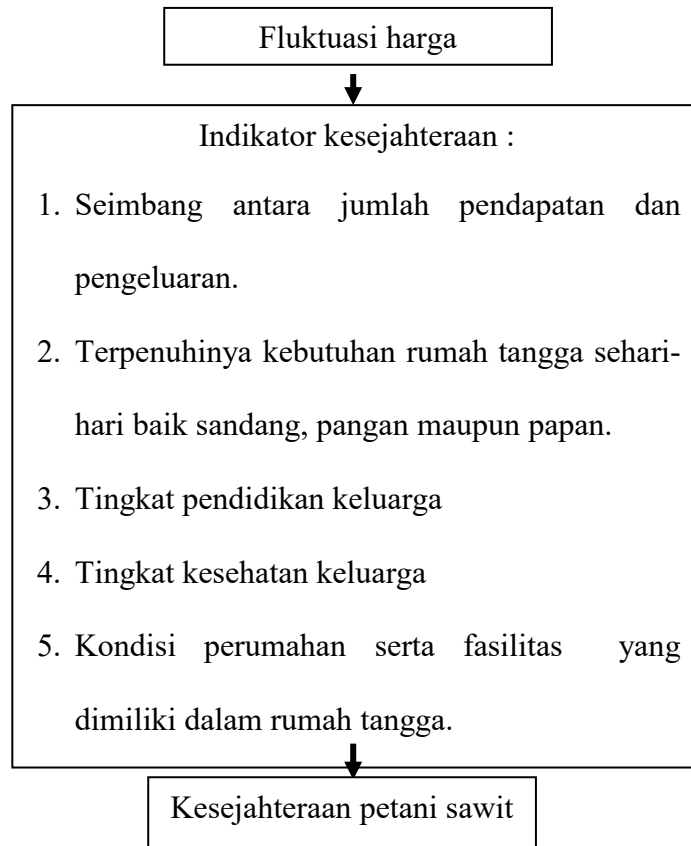 Fluktuasi harga
Indikator kesejahteraan :
1. Seimbang antara jumlah pendapatan dan
pengeluaran.
2. Terpenuhinya kebutuhan rumah tangga sehari-
hari baik sandang, pangan maupun papan.
3. Tingkat pendidikan keluarga
4. Tingkat kesehatan keluarga
5. Kondisi perumahan serta fasilitas yang
dimiliki dalam rumah tangga.
Kesejahteraan petani sawit